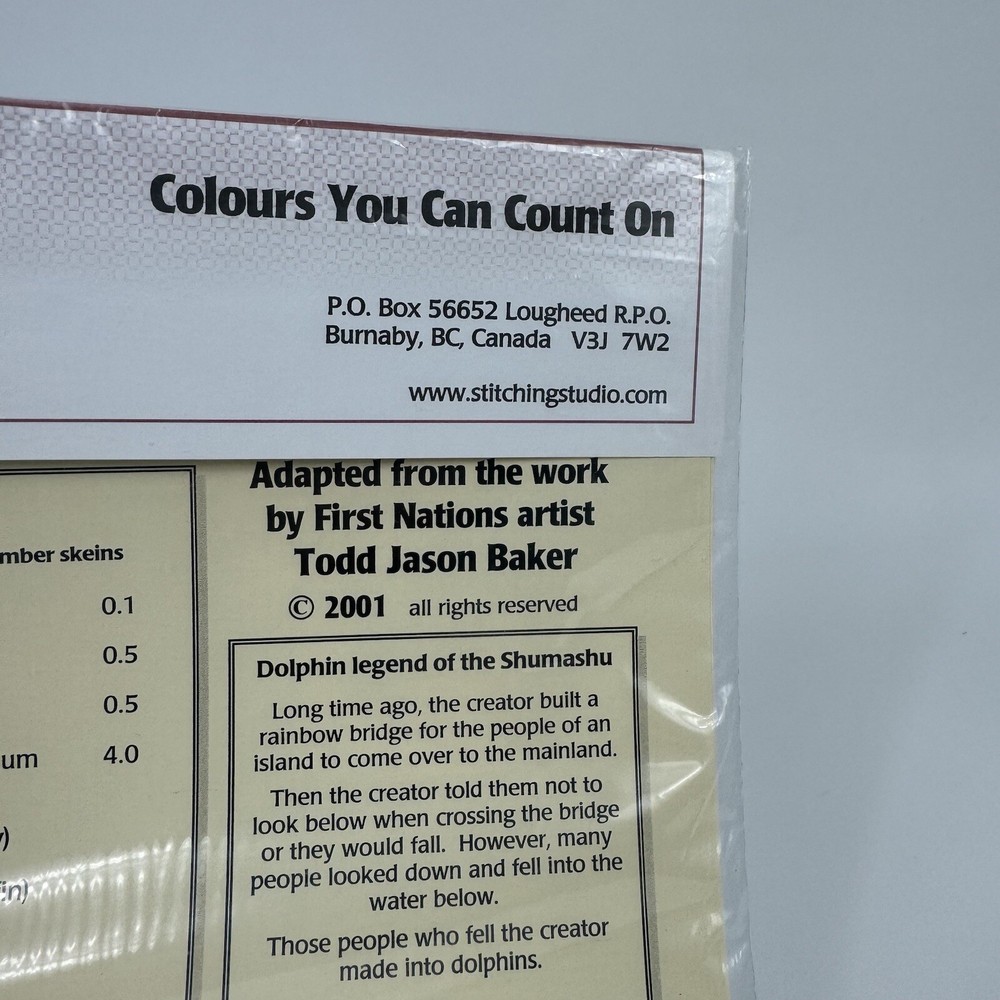 Colours You Can Count On
P.O. Box 56652 Lougheed R.P.O.
Burnaby, BC, Canada V3J 7W2
www.stitchingstudio.com
mber skeins
0.1
0.5
0.5
um 4.0
)
in)
Adapted from the work
by First Nations artist
Todd Jason Baker
© 2001 all rights reserved
Dolphin legend of the Shumashu
Long time ago, the creator built a
rainbow bridge for the people of an
island to come over to the mainland.
Then the creator told them not to
look below when crossing the bridge
or they would fall. However, many
people looked down and fell into the
water below.
Those people who fell the creator
made into dolphins.